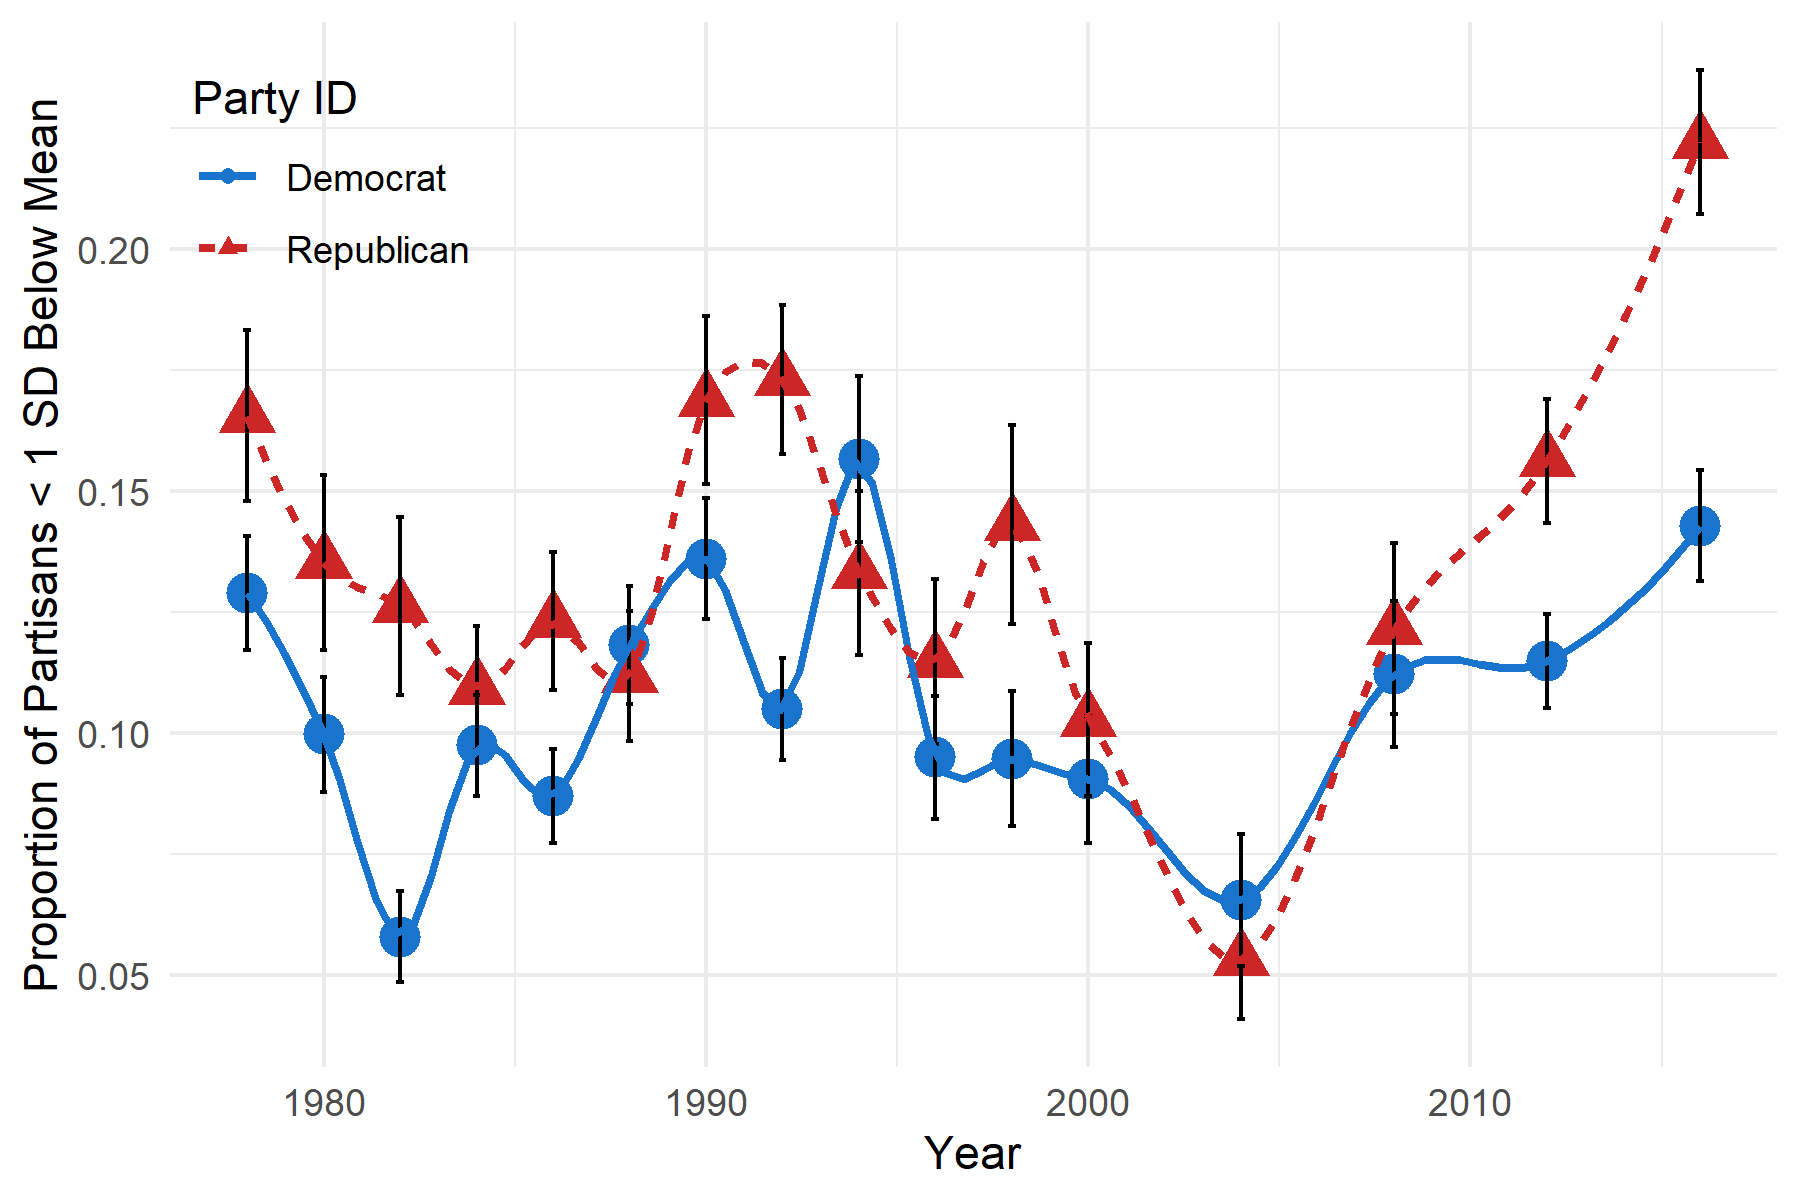 Party ID
Democrat
Republican
Proportion of Partisans < 1 SD Below Mean
0.20
0.15
0.10
0.05
1980 1990 2000 2010
Year